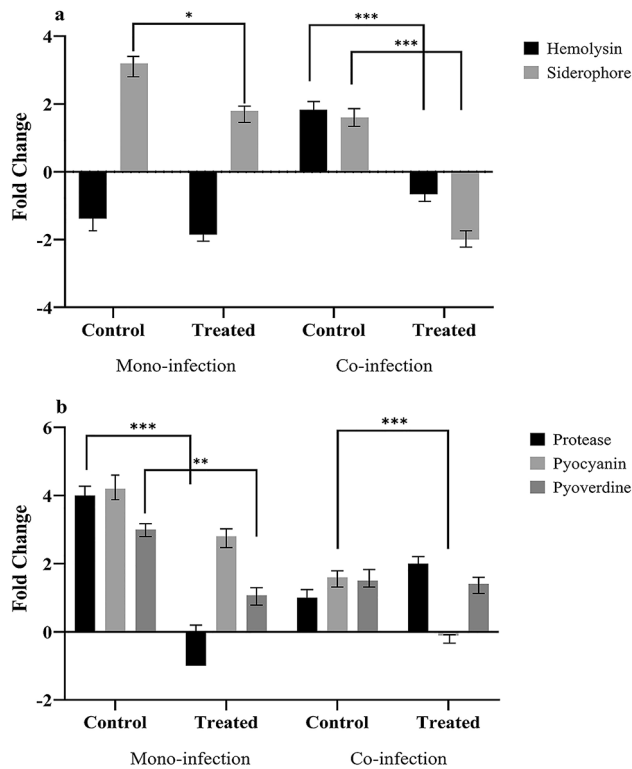 a
* *** ***
4
2
0
-2
-4
Fold Change
Hemolysin
Siderophore
Control Treated Control Treated
Mono-infection Co-infection
b
*** ** ***
6
4
2
0
-2
Fold Change
Protease
Pyocyanin
Pyoverdine
Control Treated Control Treated
Mono-infection Co-infection